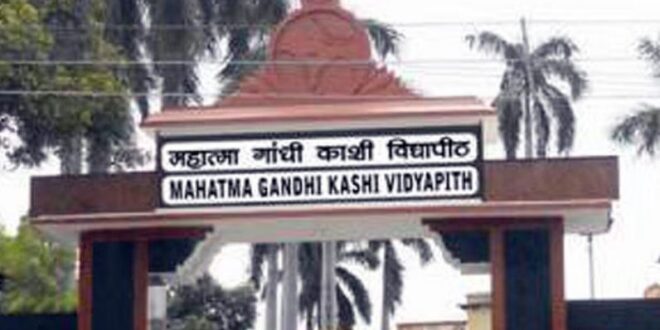 महात्मा गांधी काशी विद्यापीठ
MAHATMA GANDHI KASHI VIDYAPITH